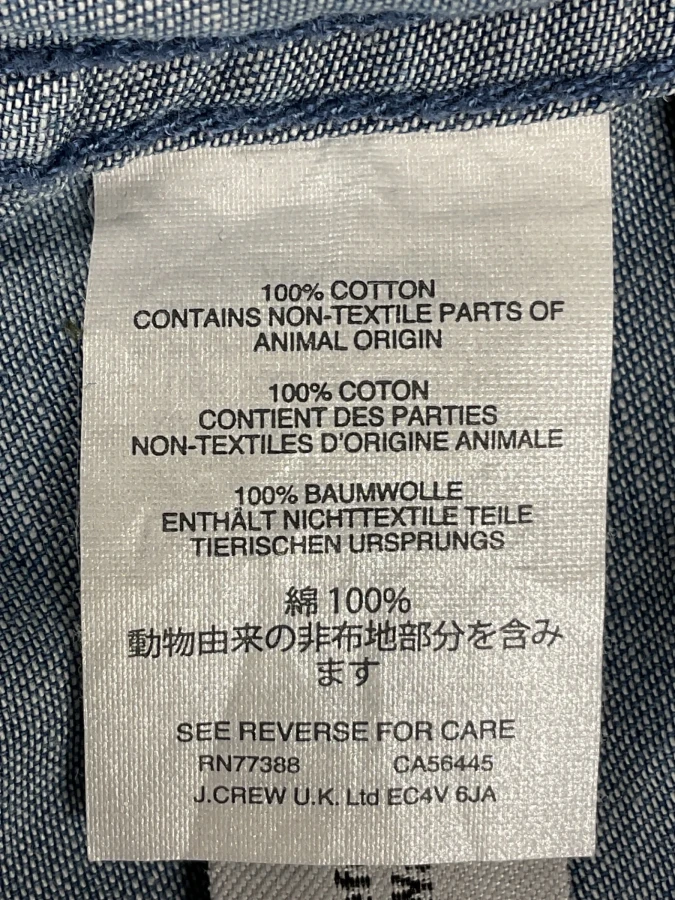 100% COTTON
CONTAINS NON-TEXTILE PARTS OF
ANIMAL ORIGIN
100% COTON
CONTIENT DES PARTIES
NON-TEXTILES D'ORIGINE ANIMALE
100% BAUMWOLLE
ENTHÄLT NICHTTEXTILE TEILE
TIERISCHEN URSPRUNGS
綿 100%
動物由来の非布地部分を含み
ます
SEE REVERSE FOR CARE
RN77388 CA56445
J.CREW U.K. Ltd EC4V 6JA